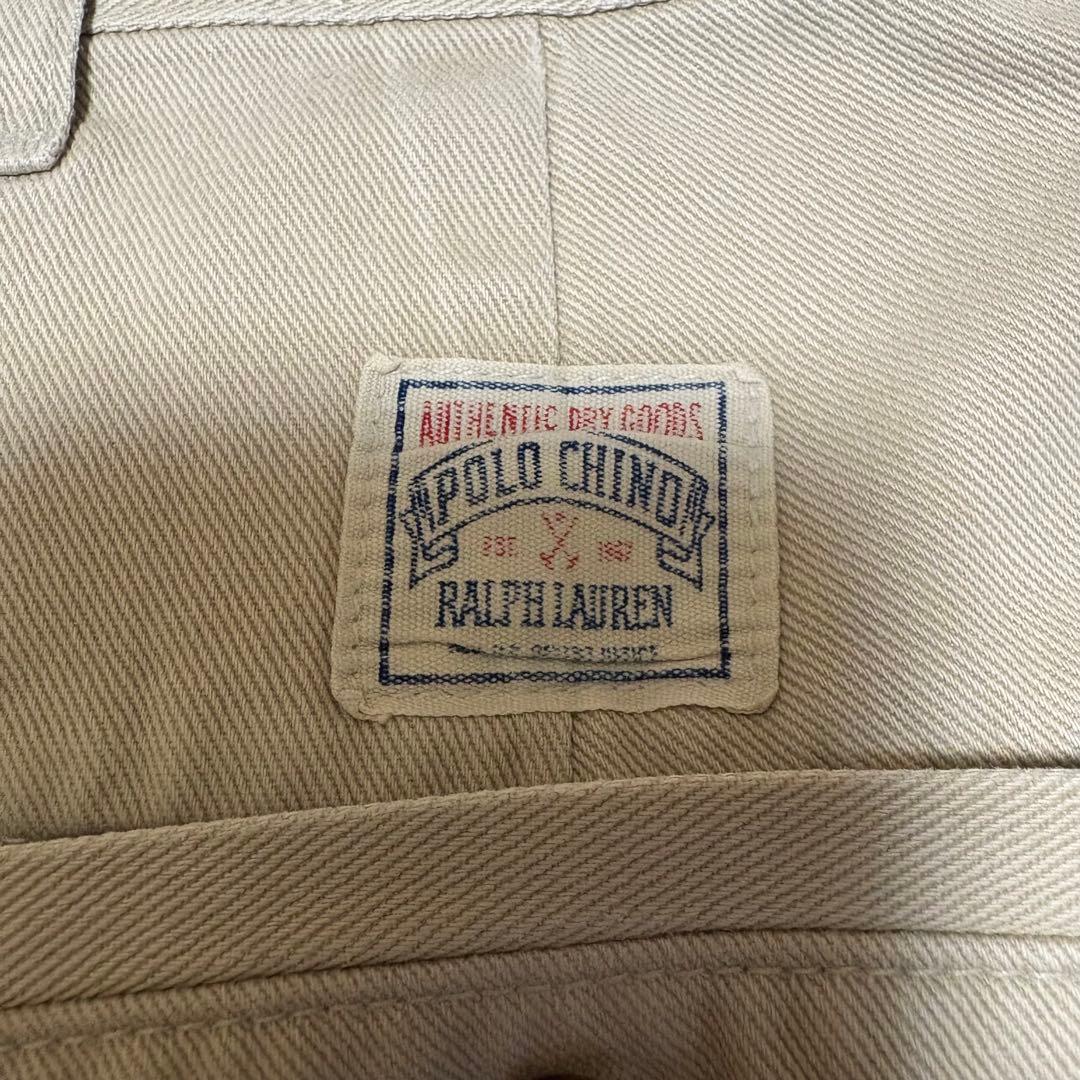 AUTHENTIC DRY GOODS
POLO CHINO
EST. 1967
RALPH LAUREN